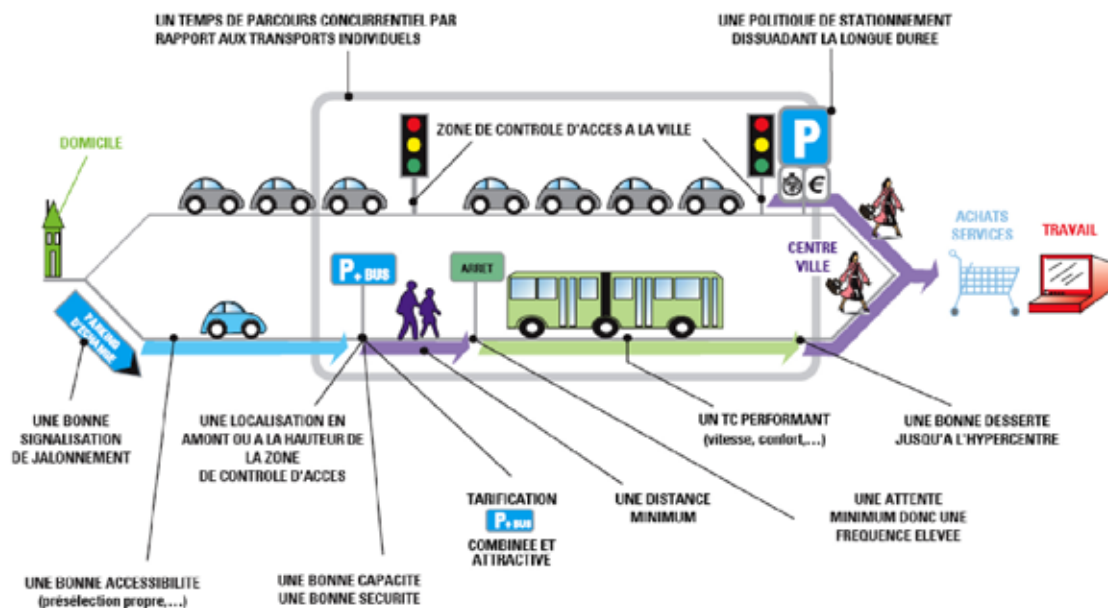 UN TEMPS DE PARCOURS CONCURRENTIEL PAR
RAPPORT AUX TRANSPORTS INDIVIDUELS
UNE POLITIQUE DE STATIONNEMENT
DISSUADANT LA LONGUE DUREE
ZONE DE CONTROLE D'ACCES A LA VILLE
P
€
DOMICILE
ACHATS
SERVICES
TRAVAIL
CENTRE
VILLE
P + BUS
ARRET
PARKING
D'ECHANGE
UNE BONNE
SIGNALISATION
DE JALONNEMENT
UNE LOCALISATION EN
AMONT OU A LA HAUTEUR DE
LA ZONE
DE CONTROLE D'ACCES
UN TC PERFORMANT
(vitesse, confort,...)
UNE BONNE DESSERTE
JUSQU'A L'HYPERCENTRE
TARIFICATION
P + BUS
COMBINEE ET
ATTRACTIVE
UNE DISTANCE
MINIMUM
UNE ATTENTE
MINIMUM DONC UNE
FREQUENCE ELEVEE
UNE BONNE ACCESSIBILITE
(présélection propre,...)
UNE BONNE CAPACITE
UNE BONNE SECURITE